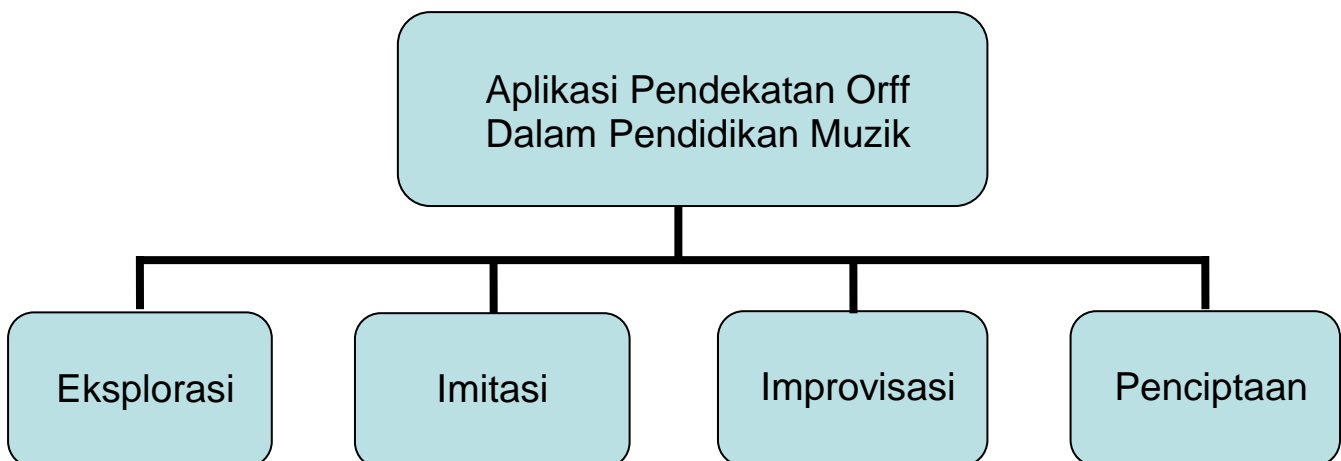 Aplikasi Pendekatan Orff
Dalam Pendidikan Muzik
Eksplorasi
Imitasi
Improvisasi
Penciptaan